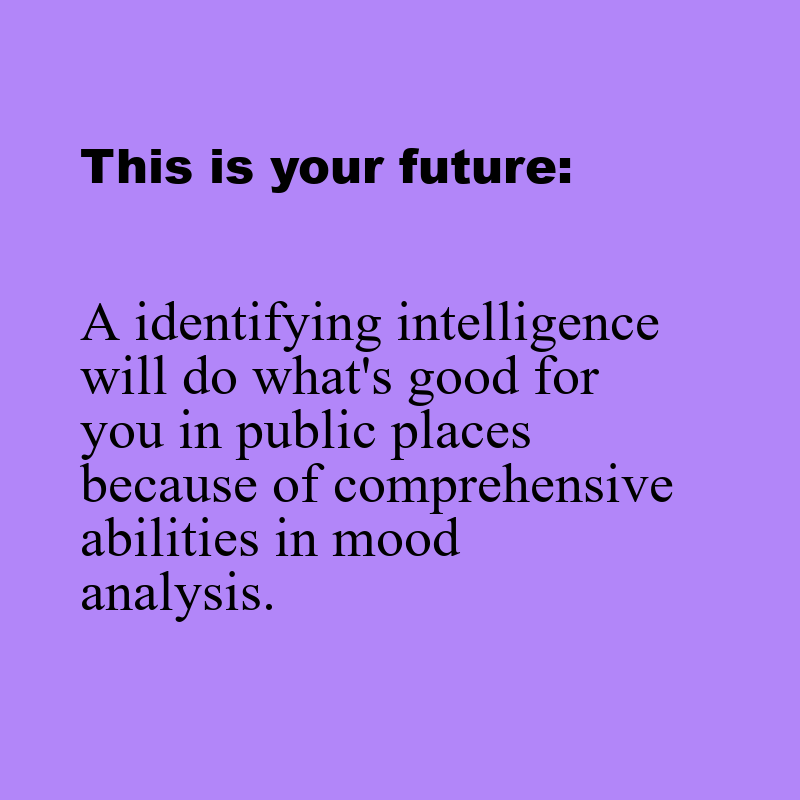 This is your future:
A identifying intelligence
will do what's good for
you in public places
because of comprehensive
abilities in mood
analysis.